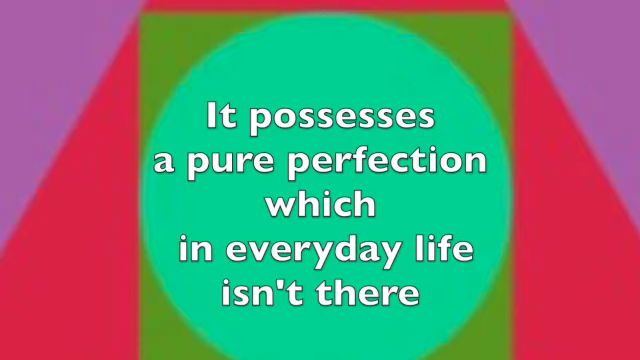 It possesses
a pure perfection
which
in everyday life
isn't there